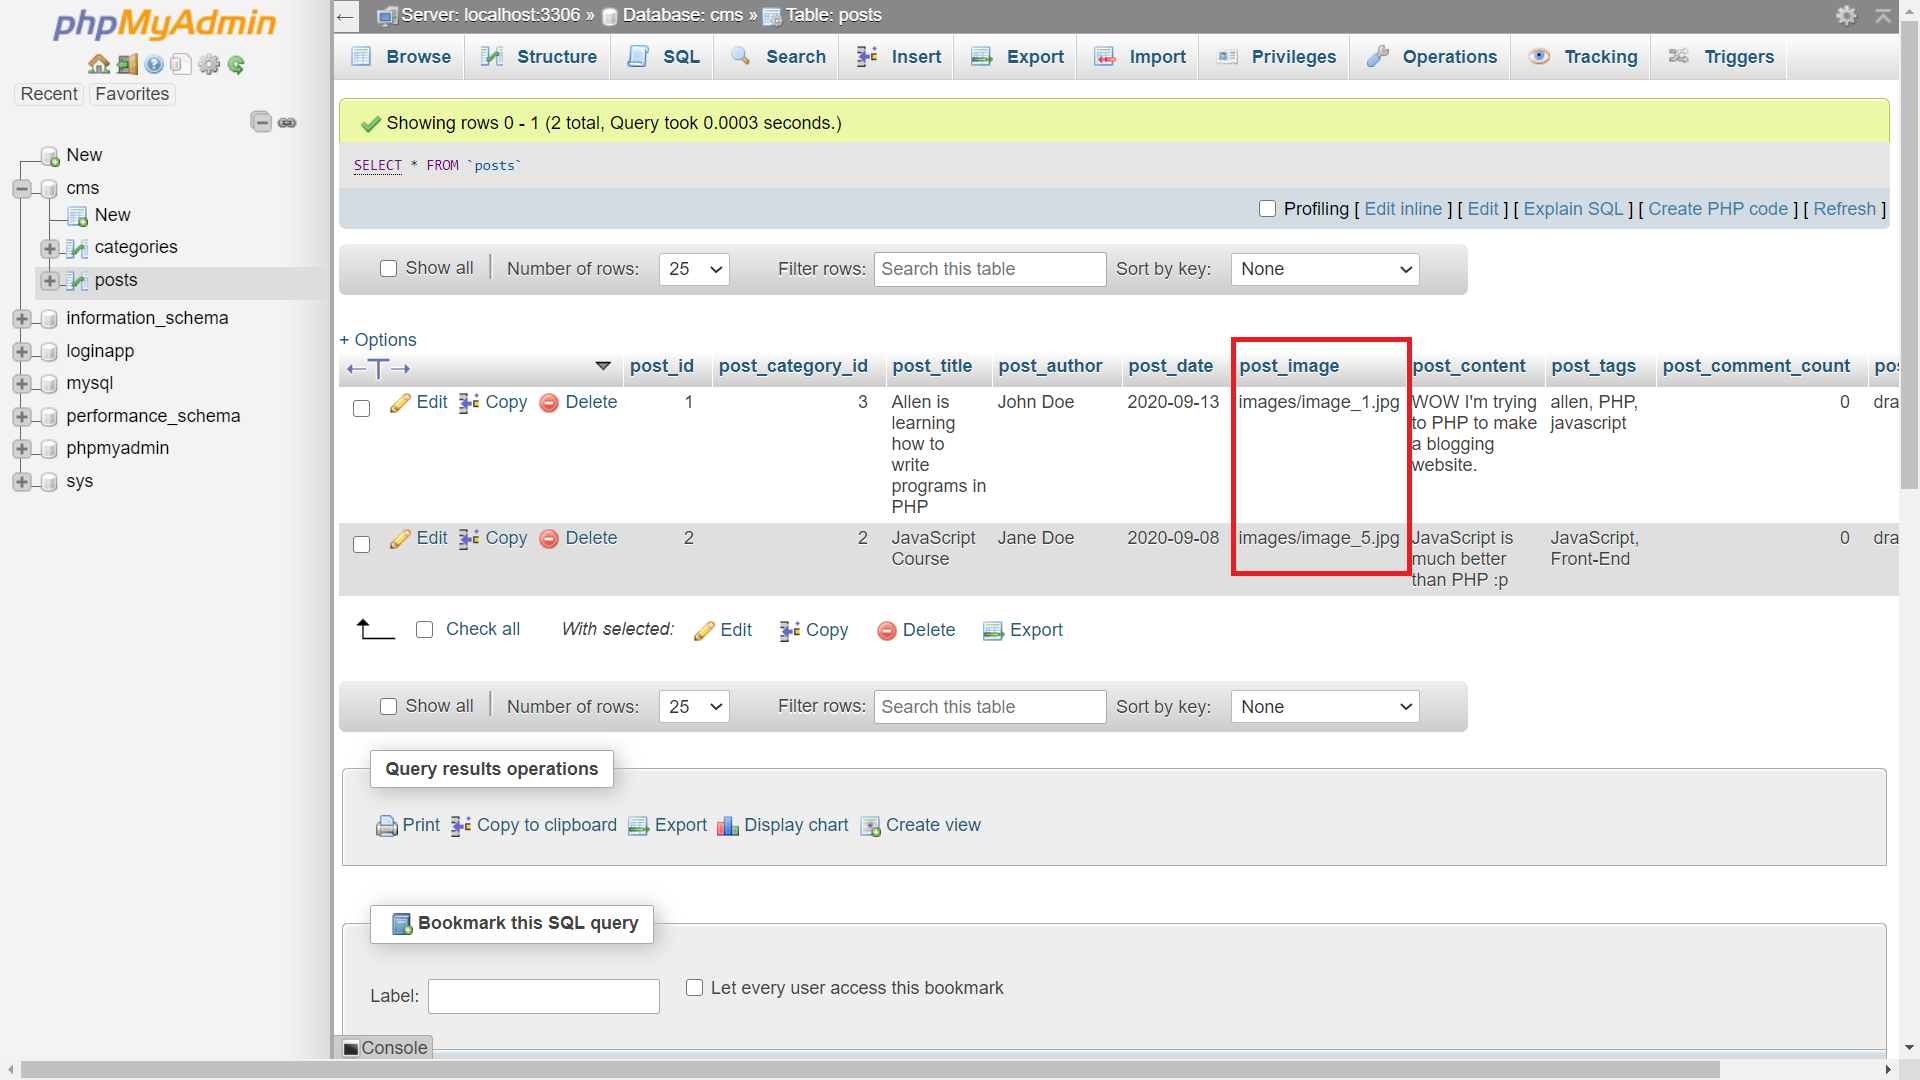 phpMyAdmin
Recent Favorites
New
cms
New
categories
posts
information_schema
loginapp
mysql
performance_schema
phpmyadmin
sys
Server: localhost:3306 » Database: cms » Table: posts
Browse Structure SQL Search Insert Export Import Privileges Operations Tracking Triggers
Showing rows 0 - 1 (2 total, Query took 0.0003 seconds.)
SELECT * FROM `posts`
Profiling [ Edit inline ] [ Edit ] [ Explain SQL ] [ Create PHP code ] [ Refresh ]
Show all Number of rows: 25 Filter rows: Search this table Sort by key: None
+ Options
←T→ post_id post_category_id post_title post_author post_date post_image post_content post_tags post_comment_count pos
Edit Copy Delete 1 3 Allen is John Doe 2020-09-13 images/image_1.jpg WOW I'm trying allen, PHP, 0 dra
learning to PHP to make javascript
how to a blogging
write website.
programs in
PHP
Edit Copy Delete 2 2 JavaScript Jane Doe 2020-09-08 images/image_5.jpg JavaScript is JavaScript, 0 dra
Course much better Front-End
than PHP :p
Check all With selected: Edit Copy Delete Export
Show all Number of rows: 25 Filter rows: Search this table Sort by key: None
Query results operations
Print Copy to clipboard Export Display chart Create view
Bookmark this SQL query
Label: Let every user access this bookmark
Console